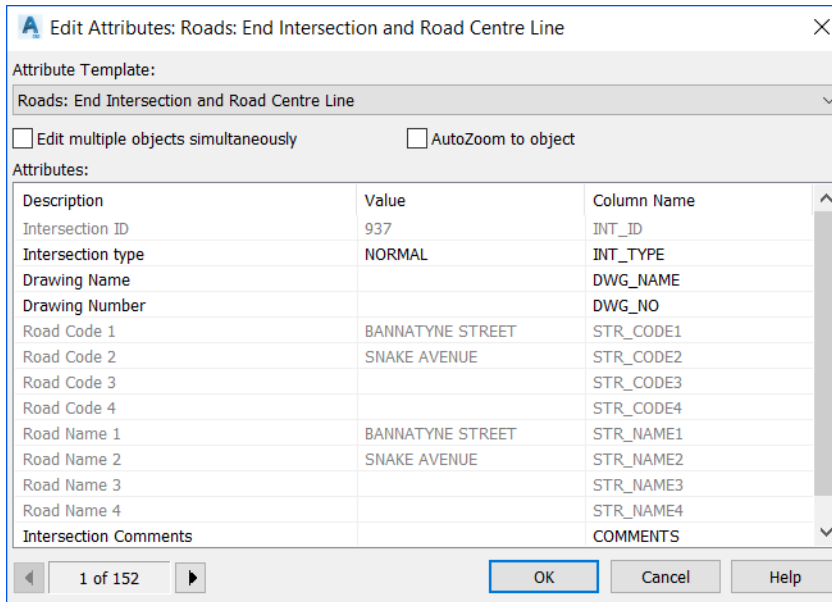 Edit Attributes: Roads: End Intersection and Road Centre Line
Attribute Template:
Roads: End Intersection and Road Centre Line
Edit multiple objects simultaneously AutoZoom to object
Attributes:
Description Value Column Name
Intersection ID 937 INT_ID
Intersection type NORMAL INT_TYPE
Drawing Name DWG_NAME
Drawing Number DWG_NO
Road Code 1 BANNATYNE STREET STR_CODE1
Road Code 2 SNAKE AVENUE STR_CODE2
Road Code 3 STR_CODE3
Road Code 4 STR_CODE4
Road Name 1 BANNATYNE STREET STR_NAME1
Road Name 2 SNAKE AVENUE STR_NAME2
Road Name 3 STR_NAME3
Road Name 4 STR_NAME4
Intersection Comments COMMENTS
1 of 152 OK Cancel Help